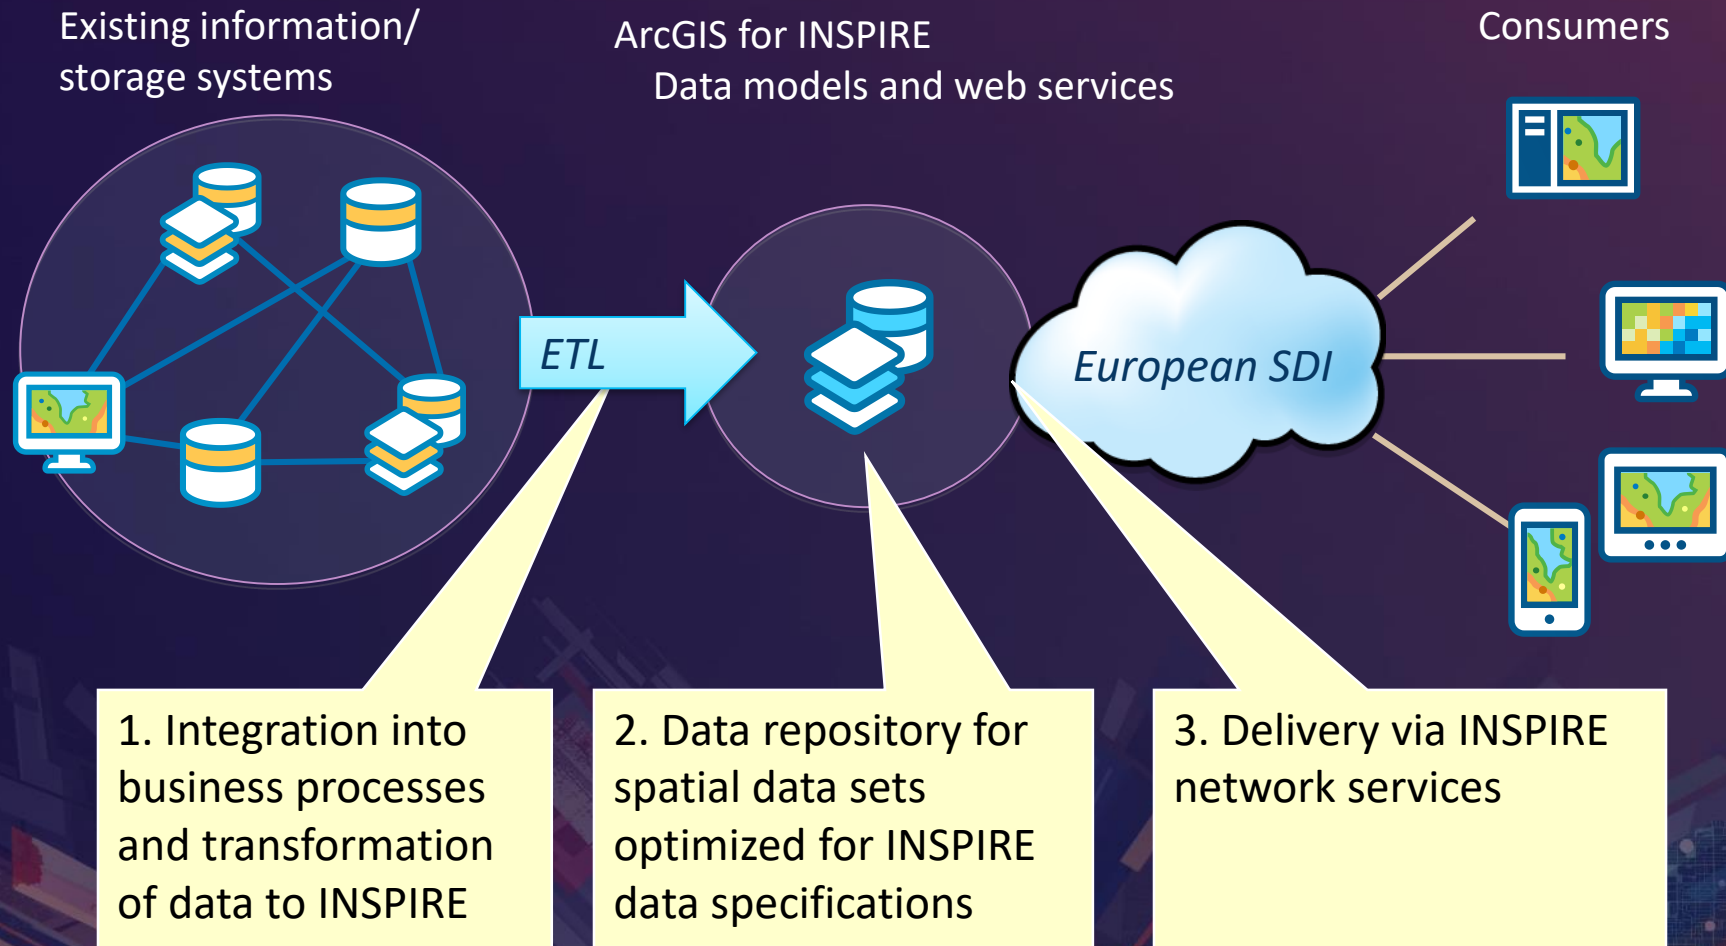 Existing information/
storage systems
ArcGIS for INSPIRE
Data models and web services
Consumers
ETL
European SDI
1. Integration into
business processes
and transformation
of data to INSPIRE
2. Data repository for
spatial data sets
optimized for INSPIRE
data specifications
3. Delivery via INSPIRE
network services